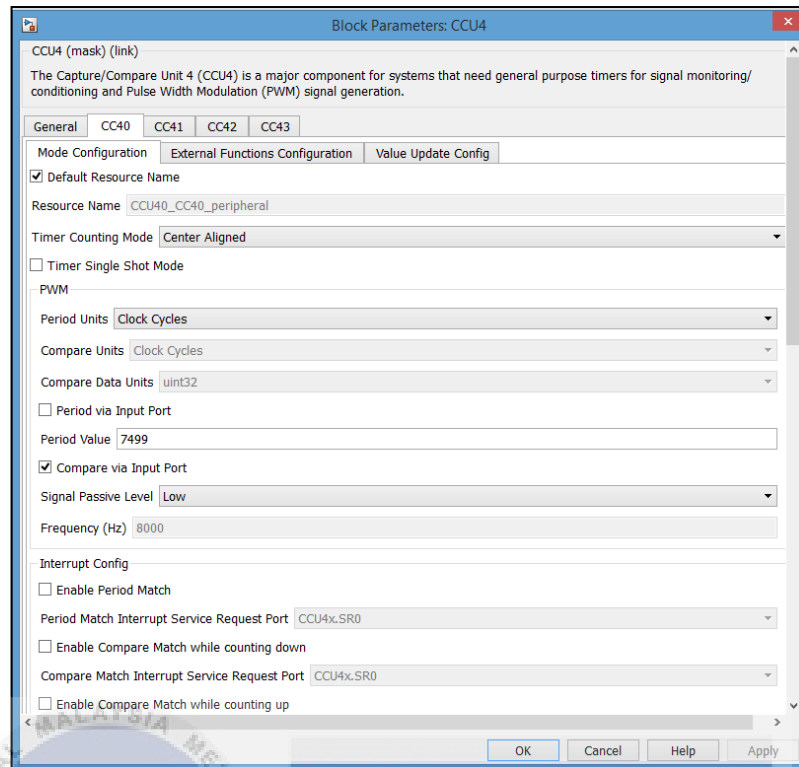 Block Parameters: CCU4
CCU4 (mask) (link)
The Capture/Compare Unit 4 (CCU4) is a major component for systems that need general purpose timers for signal monitoring/
conditioning and Pulse Width Modulation (PWM) signal generation.
General CC40 CC41 CC42 CC43
Mode Configuration External Functions Configuration Value Update Config
Default Resource Name
Resource Name CCU40_CC40_peripheral
Timer Counting Mode Center Aligned
Timer Single Shot Mode
PWM
Period Units Clock Cycles
Compare Units Clock Cycles
Compare Data Units uint32
Period via Input Port
Period Value 7499
Compare via Input Port
Signal Passive Level Low
Frequency (Hz) 8000
Interrupt Config
Enable Period Match
Period Match Interrupt Service Request Port CCU4x.SR0
Enable Compare Match while counting down
Compare Match Interrupt Service Request Port CCU4x.SR0
Enable Compare Match while counting up
MALAYSIA
OK Cancel Help Apply